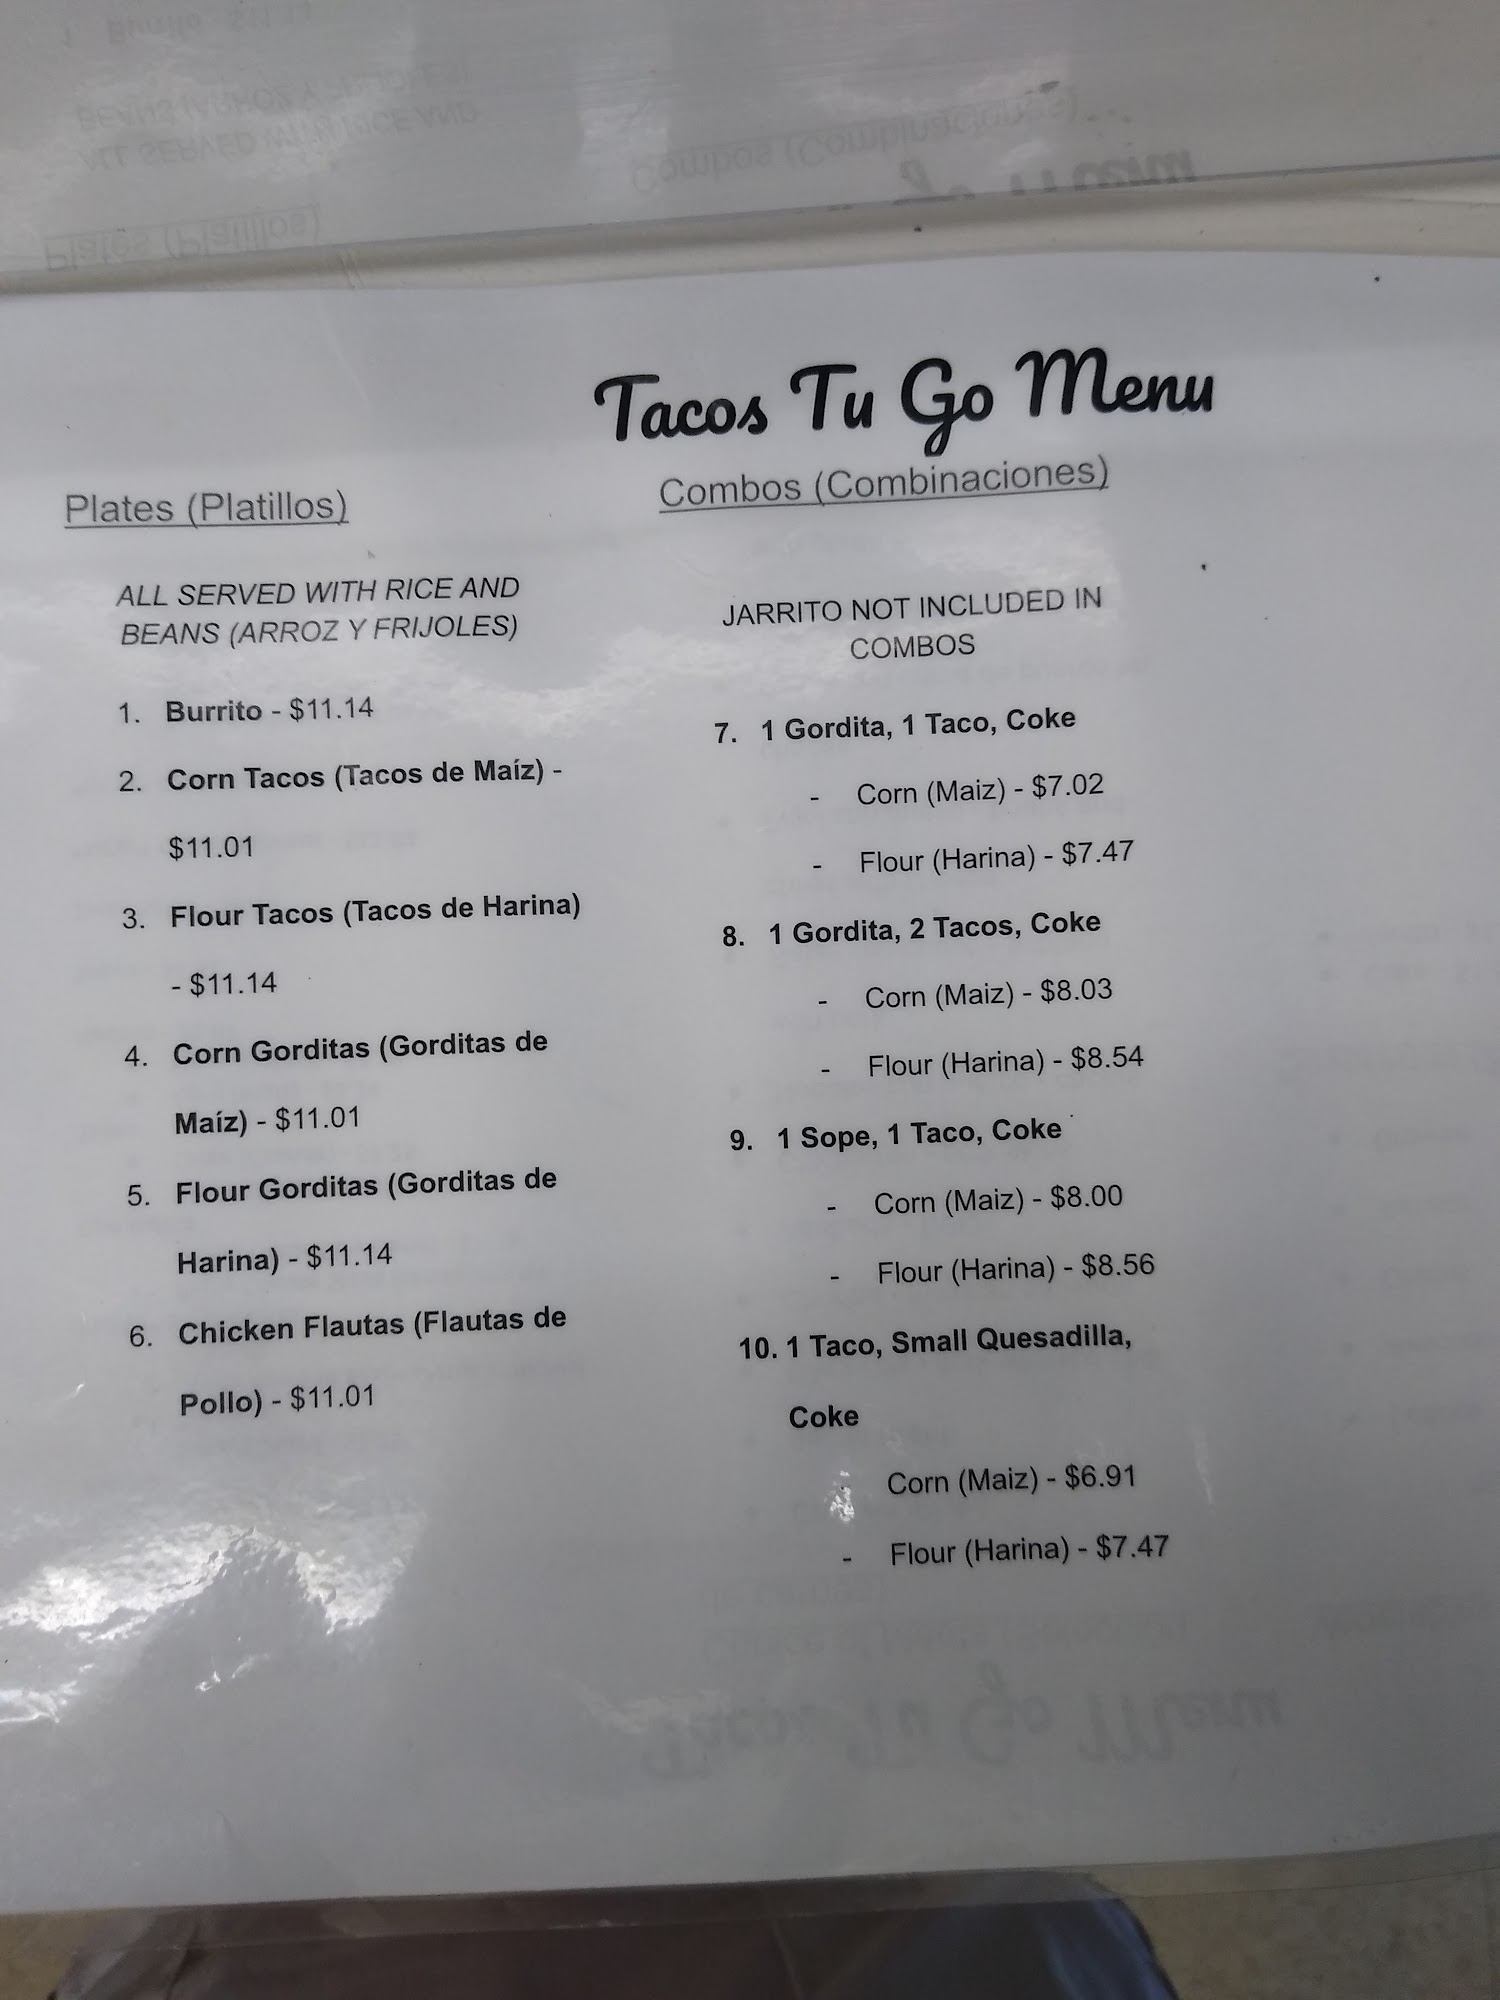 Tacos Tu Go Menu
Plates (Platillos)
ALL SERVED WITH RICE AND
BEANS (ARROZ Y FRIJOLES)
1. Burrito - $11.14
2. Corn Tacos (Tacos de Maíz) -
$11.01
3. Flour Tacos (Tacos de Harina)
- $11.14
4. Corn Gorditas (Gorditas de
Maíz) - $11.01
5. Flour Gorditas (Gorditas de
Harina) - $11.14
6. Chicken Flautas (Flautas de
Pollo) - $11.01
Combos (Combinaciones)
JARRITO NOT INCLUDED IN
COMBOS
7. 1 Gordita, 1 Taco, Coke
- Corn (Maiz) - $7.02
- Flour (Harina) - $7.47
8. 1 Gordita, 2 Tacos, Coke
- Corn (Maiz) - $8.03
- Flour (Harina) - $8.54
9. 1 Sope, 1 Taco, Coke
- Corn (Maiz) - $8.00
- Flour (Harina) - $8.56
10. 1 Taco, Small Quesadilla,
Coke
- Corn (Maiz) - $6.91
- Flour (Harina) - $7.47